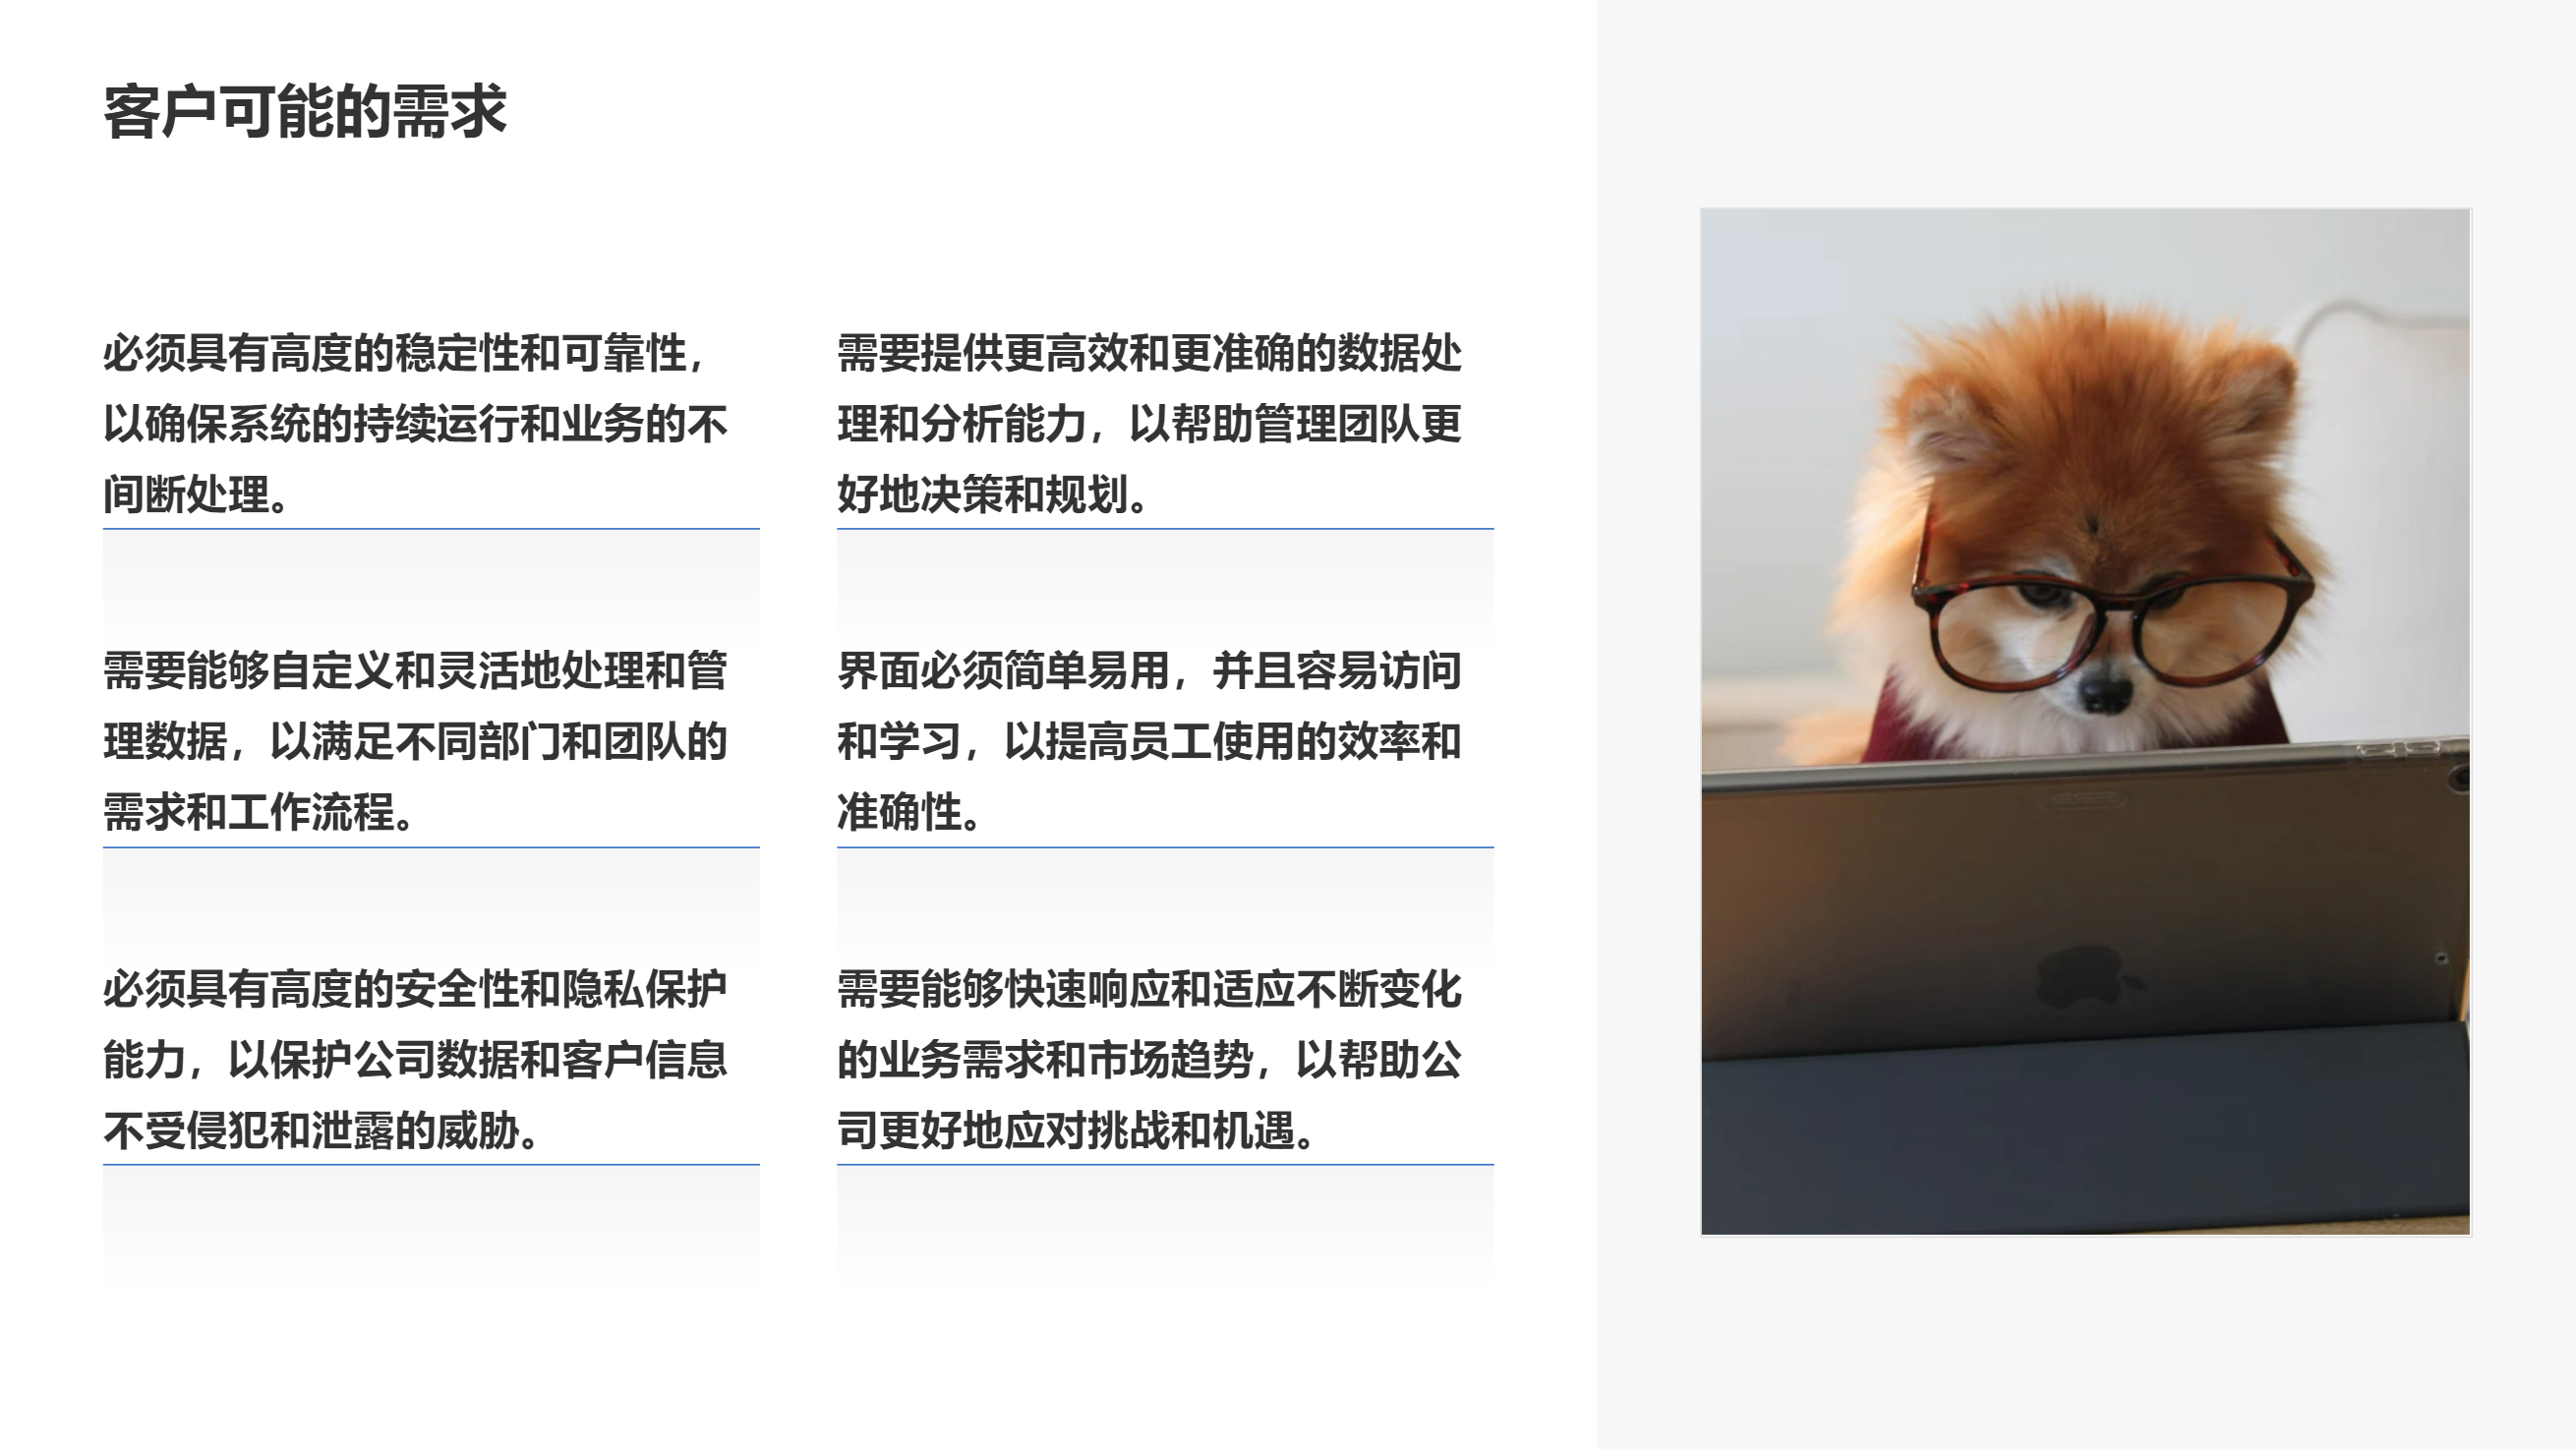 客户可能的需求
必须具有高度的稳定性和可靠性，
以确保系统的持续运行和业务的不
间断处理。
需要提供更高效和更准确的数据处
理和分析能力，以帮助管理团队更
好地决策和规划。
需要能够自定义和灵活地处理和管
理数据，以满足不同部门和团队的
需求和工作流程。
界面必须简单易用，并且容易访问
和学习，以提高员工使用的效率和
准确性。
必须具有高度的安全性和隐私保护
能力，以保护公司数据和客户信息
不受侵犯和泄露的威胁。
需要能够快速响应和适应不断变化
的业务需求和市场趋势，以帮助公
司更好地应对挑战和机遇。